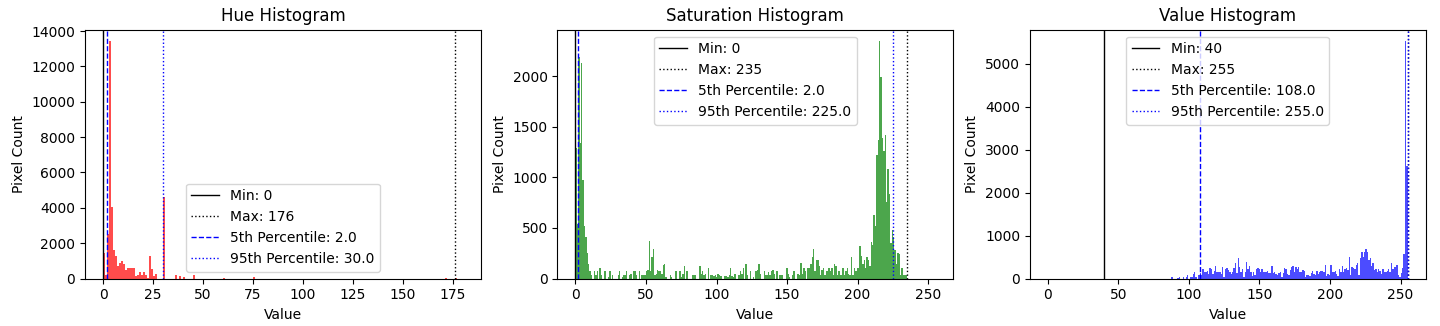 Hue Histogram
Pixel Count
14000
12000
10000
8000
6000
4000
2000
0
Min: 0
Max: 176
5th Percentile: 2.0
95th Percentile: 30.0
0 25 50 75 100 125 150 175
Value
Saturation Histogram
Pixel Count
2000
1500
1000
500
0
Min: 0
Max: 235
5th Percentile: 2.0
95th Percentile: 225.0
0 50 100 150 200 250
Value
Value Histogram
Pixel Count
5000
4000
3000
2000
1000
0
Min: 40
Max: 255
5th Percentile: 108.0
95th Percentile: 255.0
0 50 100 150 200 250
Value